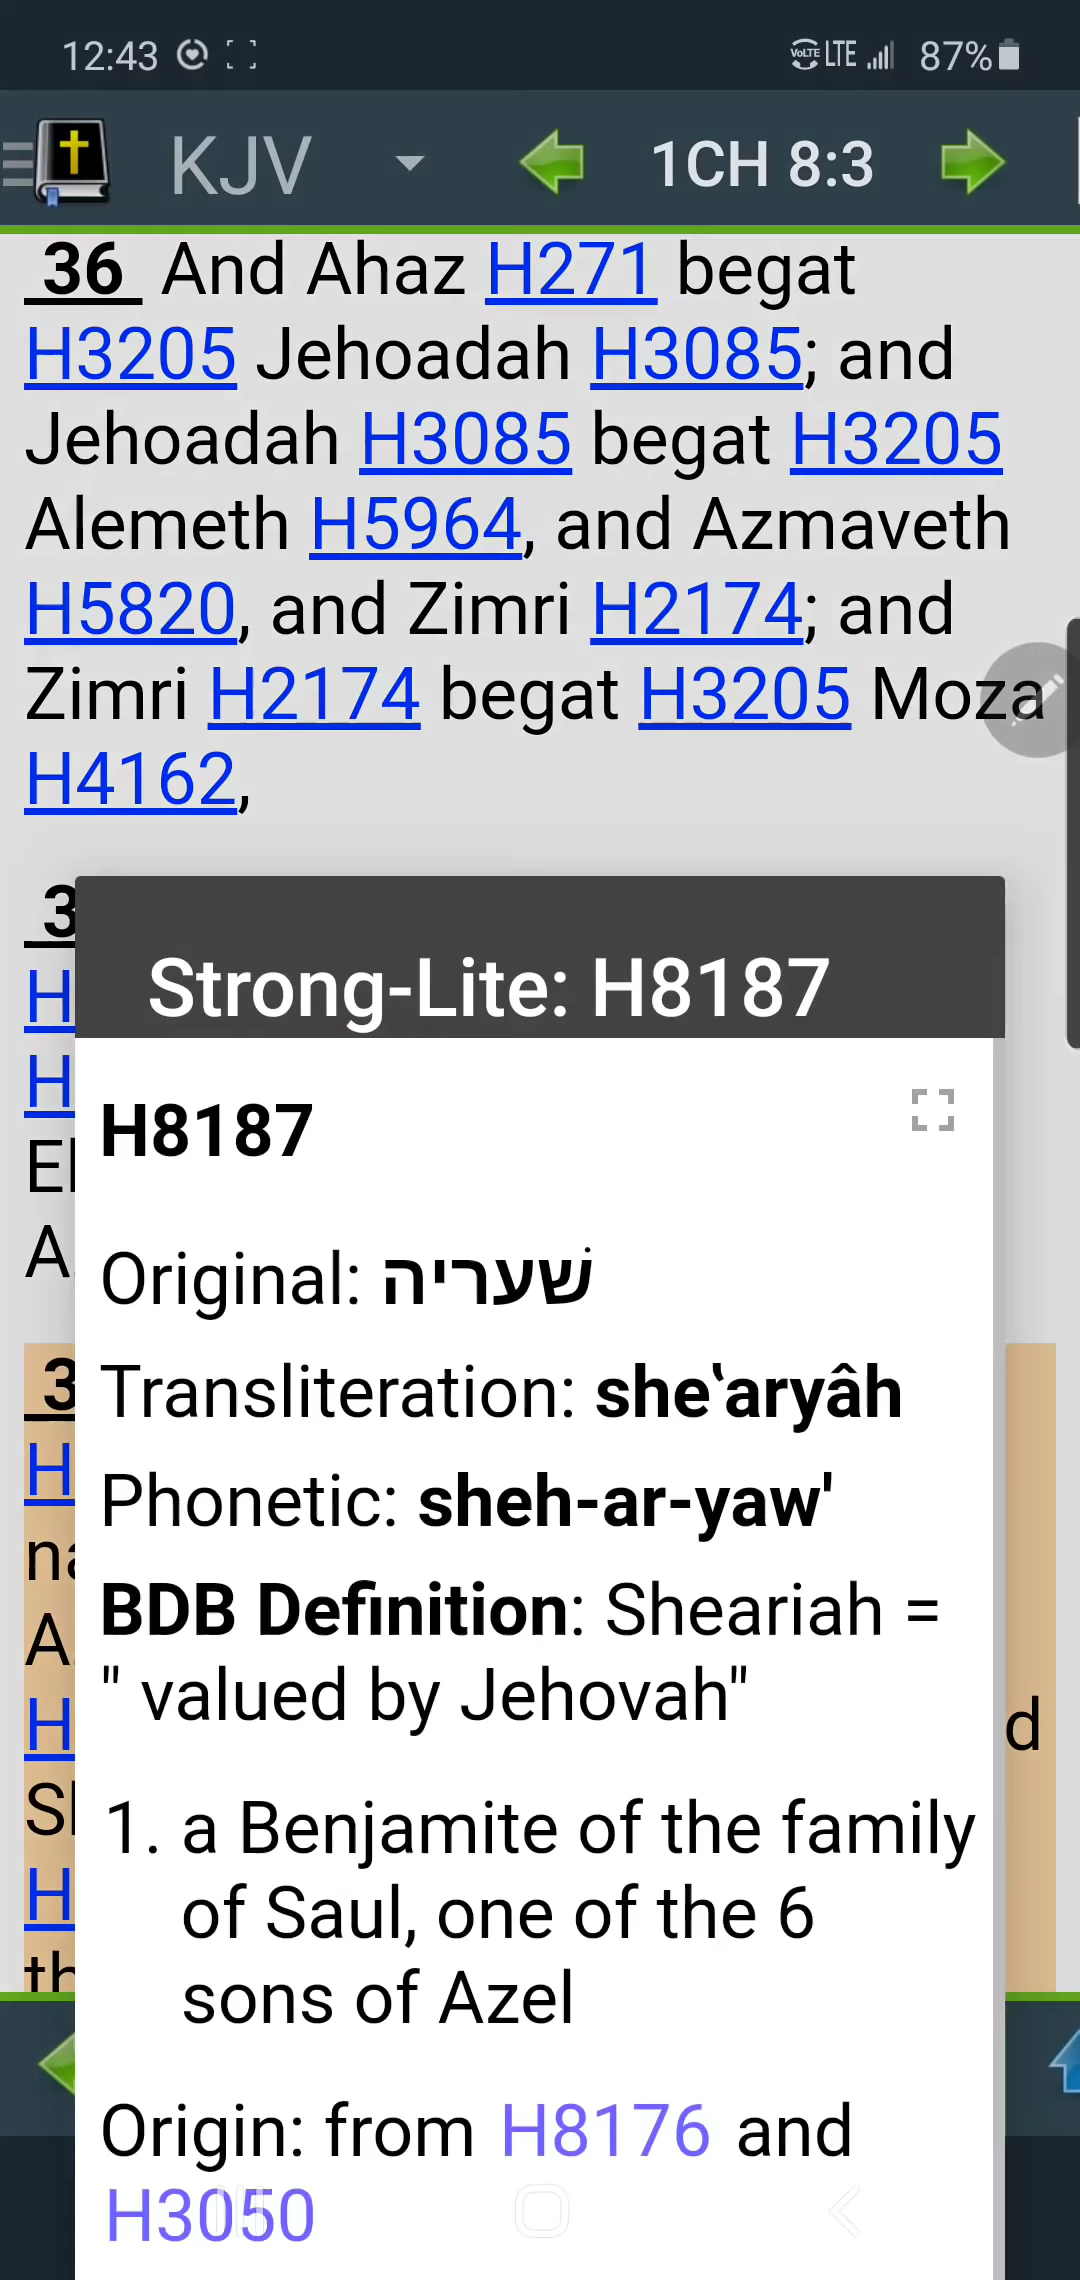 12:43 VoLTE LTE 87%
KJV 1CH 8:3
36 And Ahaz H271 begat
H3205 Jehoadah H3085; and
Jehoadah H3085 begat H3205
Alemeth H5964, and Azmaveth
H5820, and Zimri H2174; and
Zimri H2174 begat H3205 Moza
H4162,
Strong-Lite: H8187
H8187
Original: שׁעריה
Transliteration: she‛aryâh
Phonetic: sheh-ar-yaw'
BDB Definition: Sheariah =
" valued by Jehovah"
1. a Benjamite of the family
of Saul, one of the 6
sons of Azel
Origin: from H8176 and
H3050